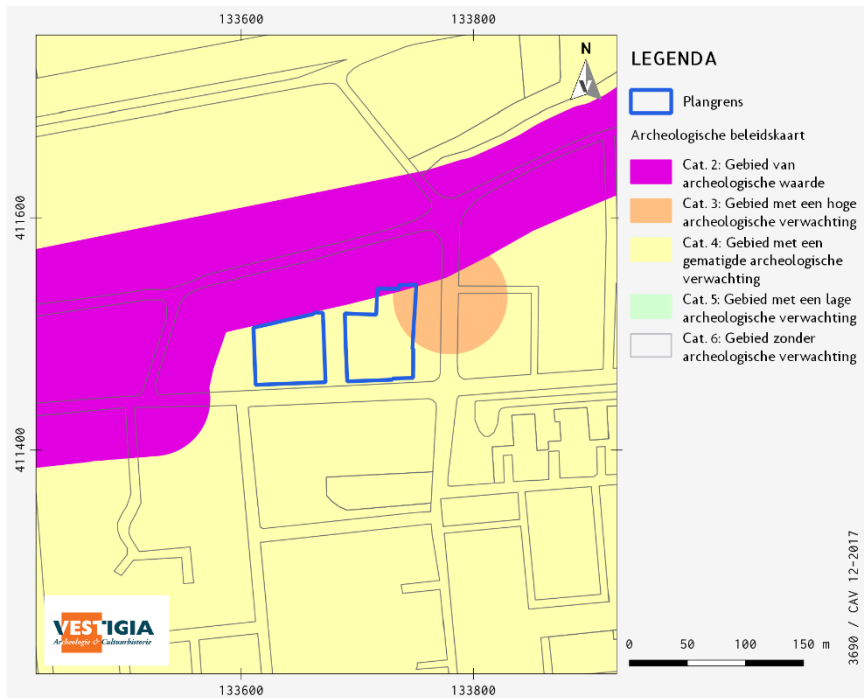 133600
133800
N
LEGENDA
Plangrens
Archeologische beleidskaart
Cat. 2: Gebied van
archeologische waarde
Cat. 3: Gebied met een hoge
archeologische verwachting
Cat. 4: Gebied met een
gematigde archeologische
verwachting
Cat. 5: Gebied met een lage
archeologische verwachting
Cat. 6: Gebied zonder
archeologische verwachting
411600
411400
VESTIGIA
Archeologie & Cultuurhistorie
0 50 100 150 m
3690 / CAV 12-2017
133600
133800